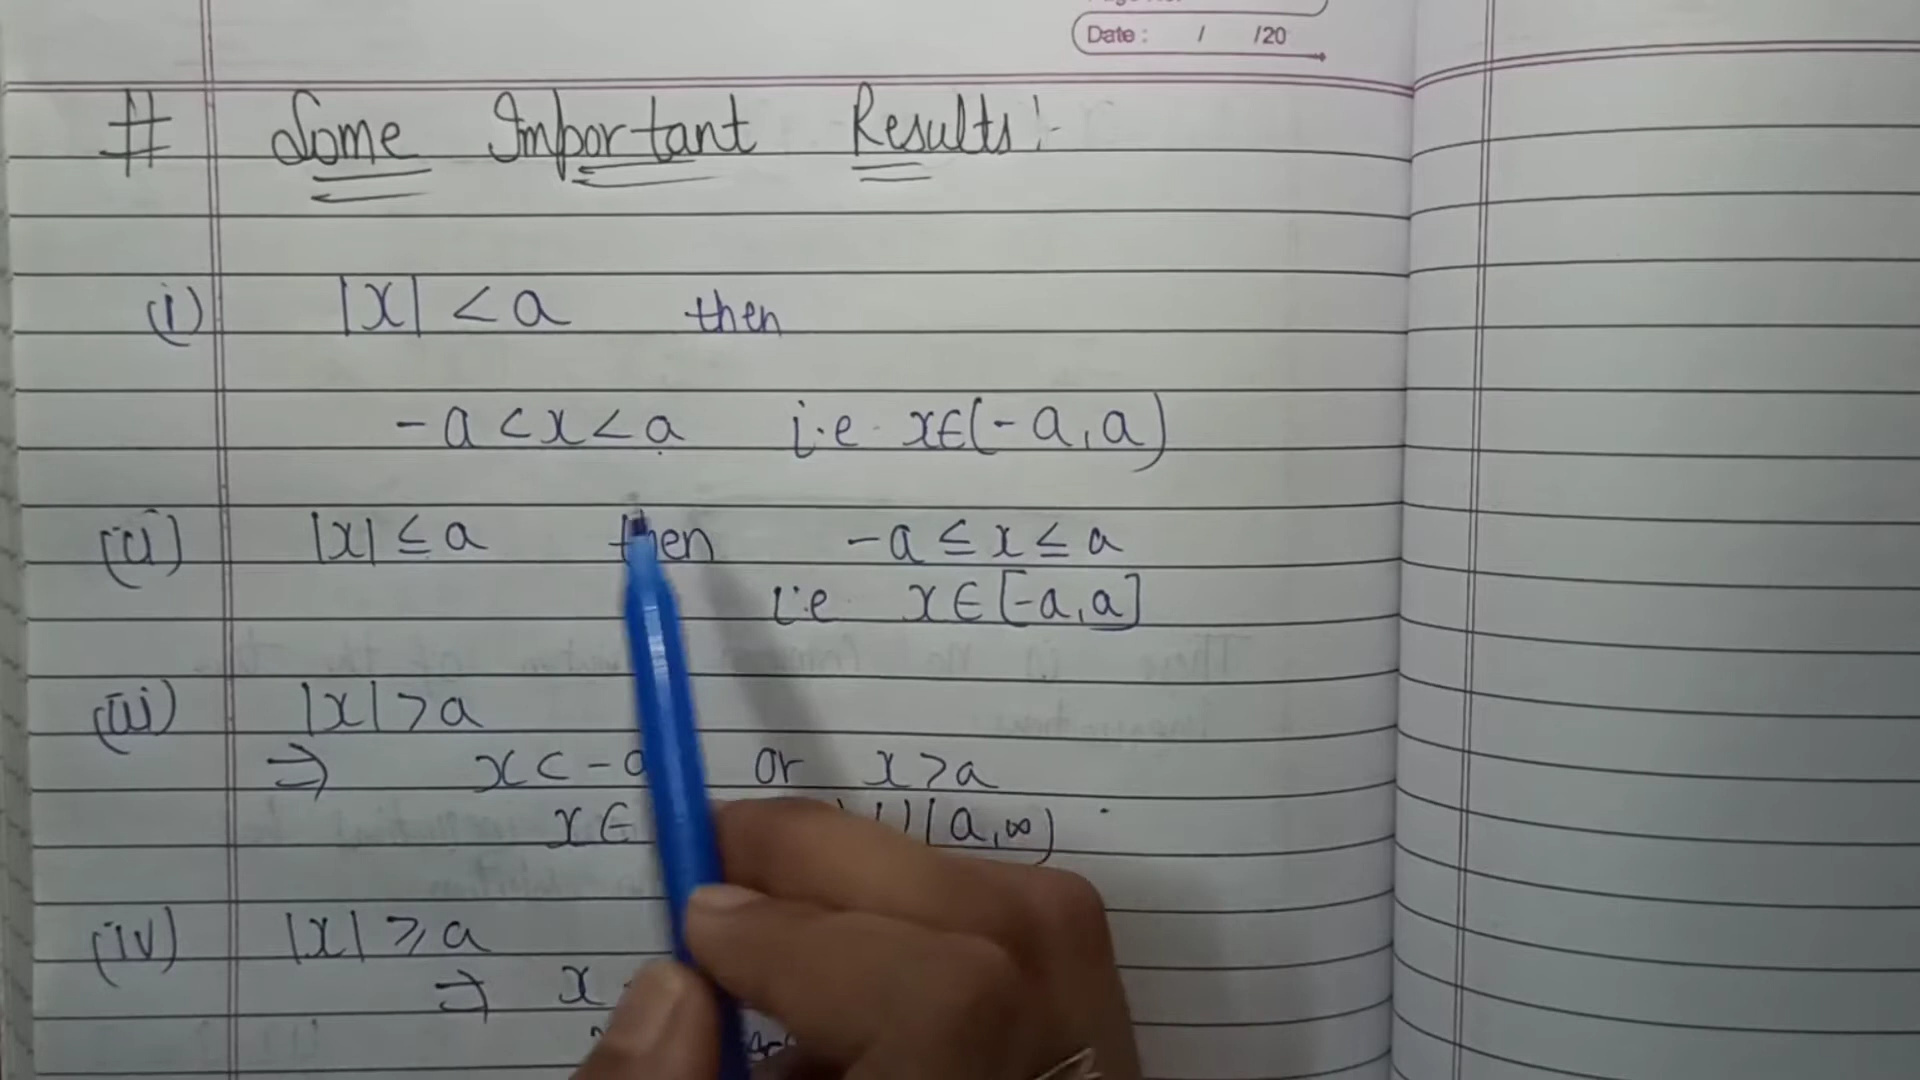 Date : / /20
# Some Important Results :-
(i) |x| < a then
-a < x < a i.e. x∈(-a, a)
(ii) |x| ≤ a then -a ≤ x ≤ a
i.e x∈[-a, a]
(iii) |x| > a
⇒ x < -a or x > a
x∈ ∪(a, ∞)
(iv) |x| ≥ a
⇒ x